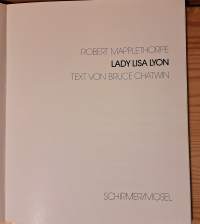 ROBERT MAPPLETHORPE
LADY LISA LYON
TEXT VON BRUCE CHATWIN
SCHIRMER/MOSEL